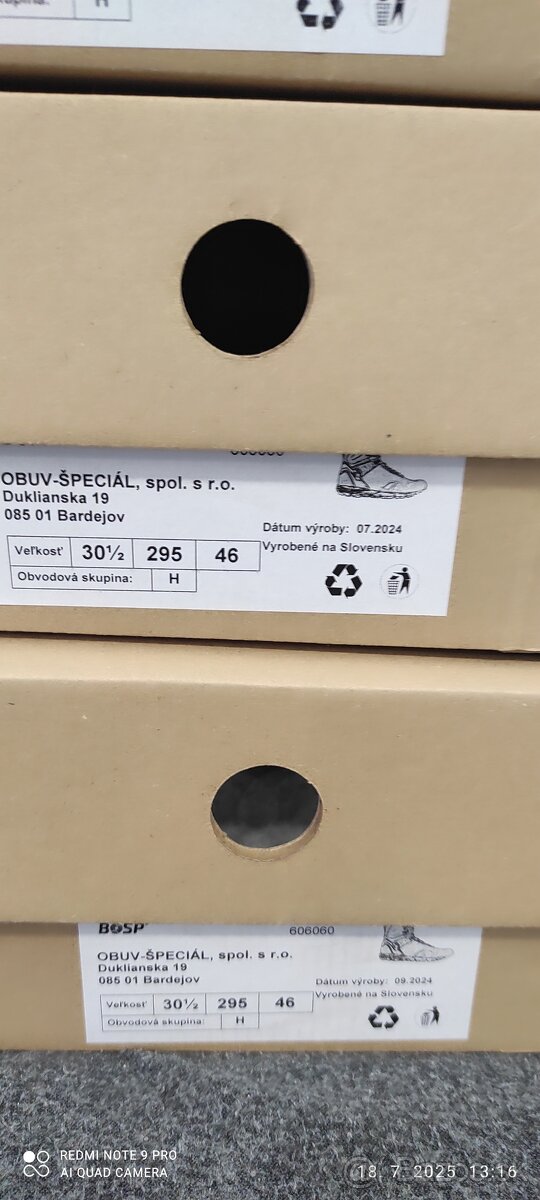 H
OBUV-ŠPECIÁL, spol. s r.o.
Duklianska 19
085 01 Bardejov
Dátum výroby: 07.2024
Vyrobené na Slovensku
Veľkosť 30½ 295 46
Obvodová skupina: H
BOSP
606060
OBUV-ŠPECIÁL, spol. s r.o.
Duklianska 19
085 01 Bardejov
Dátum výroby: 09.2024
Vyrobené na Slovensku
Veľkosť 30½ 295 46
Obvodová skupina: H
REDMI NOTE 9 PRO
AI QUAD CAMERA
18. 7. 2025 13:16